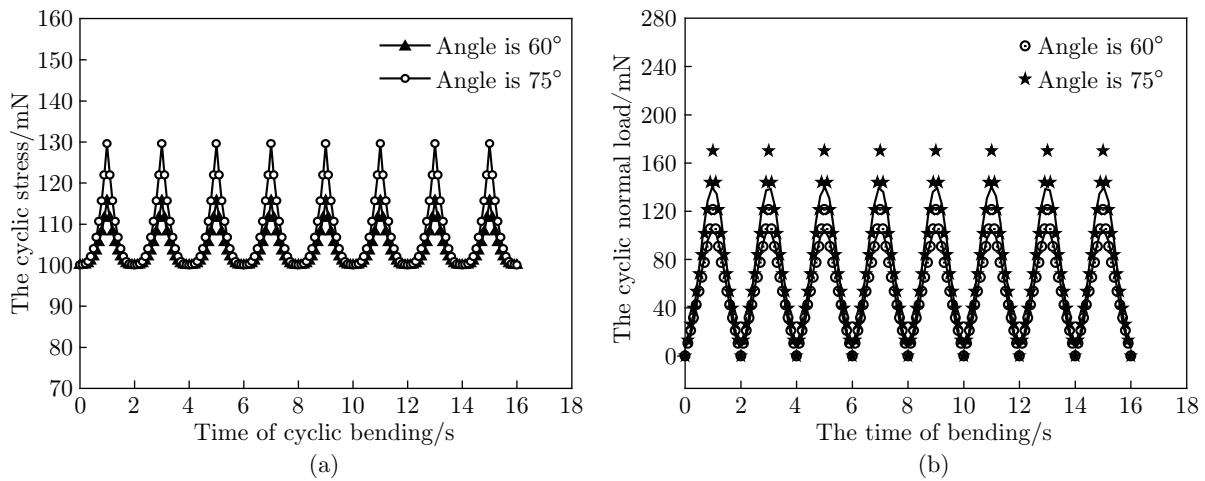 160
150
140
130
120
110
100
90
80
70
The cyclic stress/mN
Angle is 60°
Angle is 75°
0 2 4 6 8 10 12 14 16 18
Time of cyclic bending/s
(a)
280
240
200
160
120
80
40
0
The cyclic normal load/mN
Angle is 60°
Angle is 75°
0 2 4 6 8 10 12 14 16 18
The time of bending/s
(b)